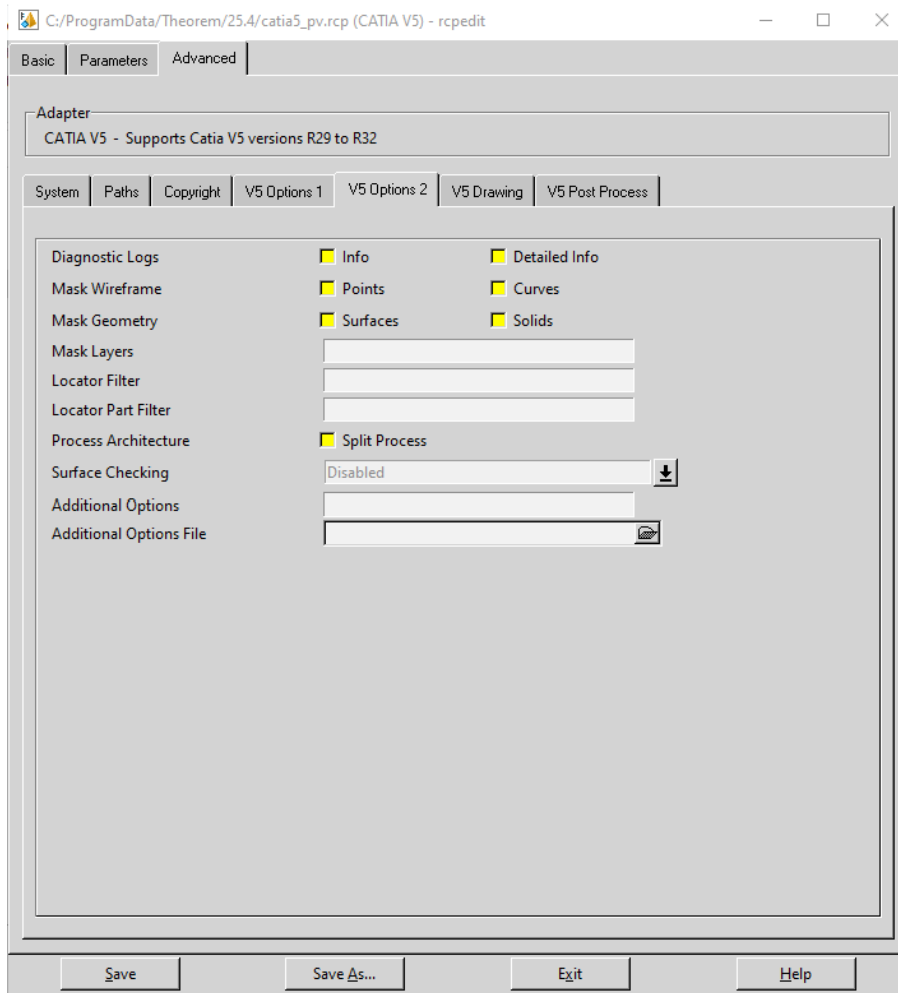 C:/ProgramData/Theorem/25.4/catia5_pv.rcp (CATIA V5) - rcpedit
Basic Parameters Advanced
Adapter
CATIA V5 - Supports Catia V5 versions R29 to R32
System Paths Copyright V5 Options 1 V5 Options 2 V5 Drawing V5 Post Process
Diagnostic Logs Info Detailed Info
Mask Wireframe Points Curves
Mask Geometry Surfaces Solids
Mask Layers
Locator Filter
Locator Part Filter
Process Architecture Split Process
Surface Checking Disabled
Additional Options
Additional Options File
Save Save As... Exit Help